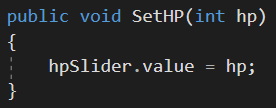 public void SetHP(int hp)
{
    hpSlider.value = hp;
}